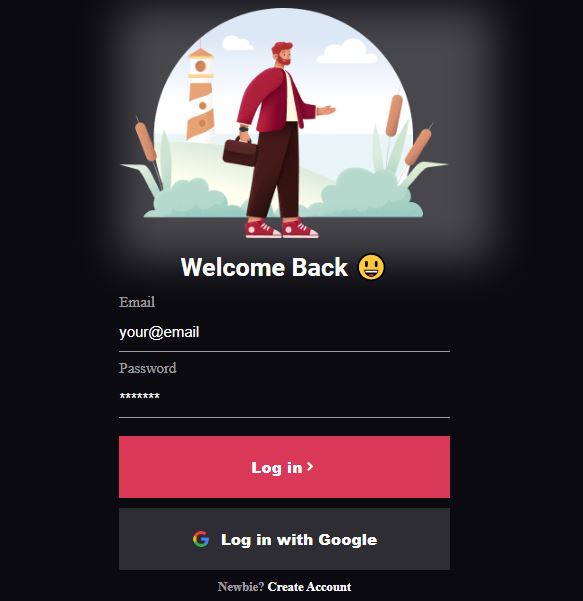 Welcome Back 😃
Email
your@email
Password
*******
Log in >
Log in with Google
Newbie? Create Account